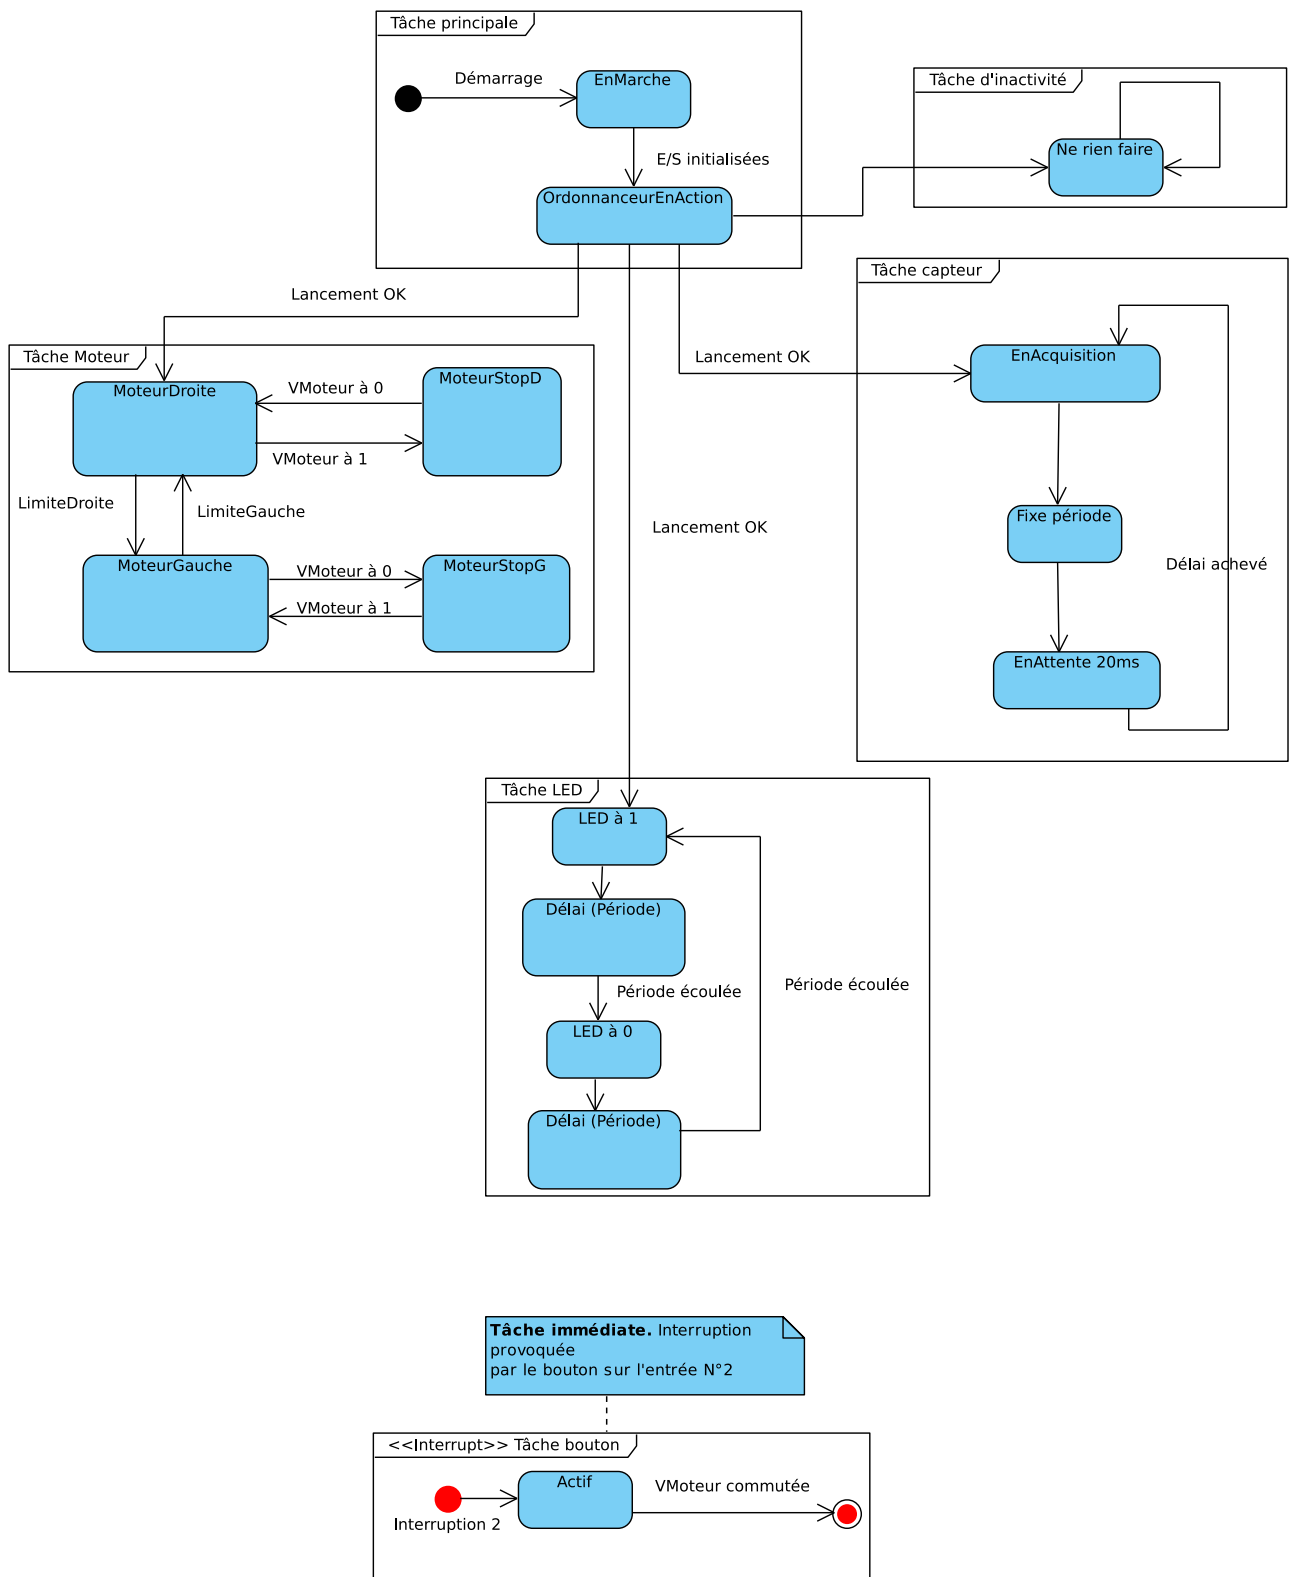 Tâche principale
Démarrage
EnMarche
E/S initialisées
OrdonnanceurEnAction
Tâche d'inactivité
Ne rien faire
Lancement OK
Tâche Moteur
MoteurDroite
VMoteur à 0
MoteurStopD
VMoteur à 1
LimiteDroite
LimiteGauche
MoteurGauche
VMoteur à 0
MoteurStopG
VMoteur à 1
Lancement OK
Tâche capteur
EnAcquisition
Fixe période
Délai achevé
EnAttente 20ms
Lancement OK
Tâche LED
LED à 1
Délai (Période)
Période écoulée
Période écoulée
LED à 0
Délai (Période)
Tâche immédiate. Interruption
provoquée
par le bouton sur l'entrée N°2
<<Interrupt>> Tâche bouton
Actif
VMoteur commutée
Interruption 2